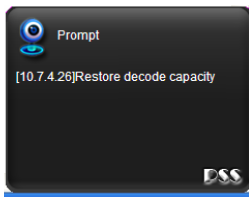 Prompt
[10.7.4.26]Restore decode capacity
DSS